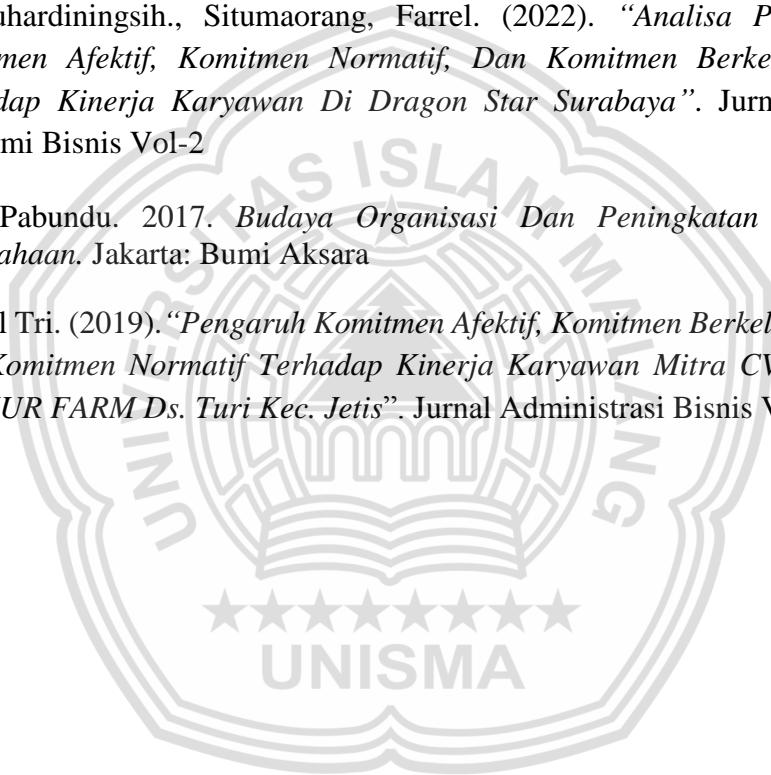 uhardiningsih., Situmaorang, Farrel. (2022). “Analisa P
men Afektif, Komitmen Normatif, Dan Komitmen Berke
dap Kinerja Karyawan Di Dragon Star Surabaya”. Jurn
mi Bisnis Vol-2
Pabundu. 2017. Budaya Organisasi Dan Peningkatan
ahaan. Jakarta: Bumi Aksara
l Tri. (2019).“Pengaruh Komitmen Afektif, Komitmen Berkel
Komitmen Normatif Terhadap Kinerja Karyawan Mitra CV
UR FARM Ds. Turi Kec. Jetis”. Jurnal Administrasi Bisnis V
UNIVERSITAS ISLAM MALANG
UNISMA